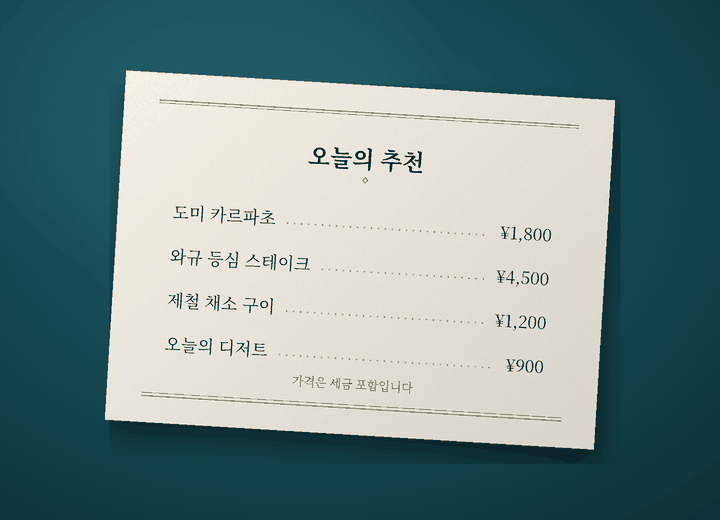 오늘의 추천
도미 카르파초 ¥1,800
와규 등심 스테이크 ¥4,500
제철 채소 구이 ¥1,200
오늘의 디저트 ¥900
가격은 세금 포함입니다